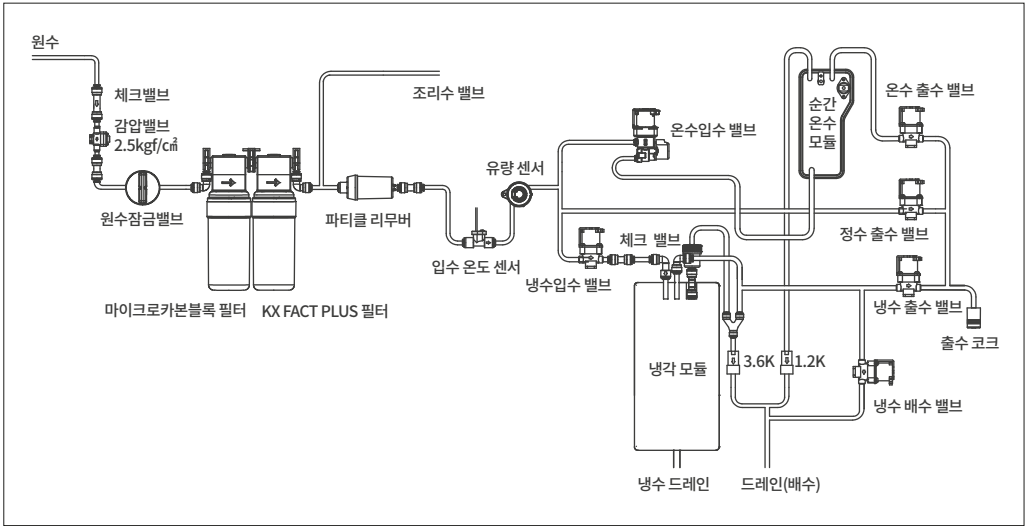 원수
체크밸브
감압밸브
2.5kgf/㎠
원수잠금밸브
마이크로카본블록 필터
KX FACT PLUS 필터
조리수 밸브
파티클 리무버
입수 온도 센서
유량 센서
온수입수 밸브
냉수입수 밸브
체크 밸브
냉각 모듈
냉수 드레인
3.6K
1.2K
드레인(배수)
순간
온수
모듈
온수 출수 밸브
정수 출수 밸브
냉수 출수 밸브
출수 코크
냉수 배수 밸브